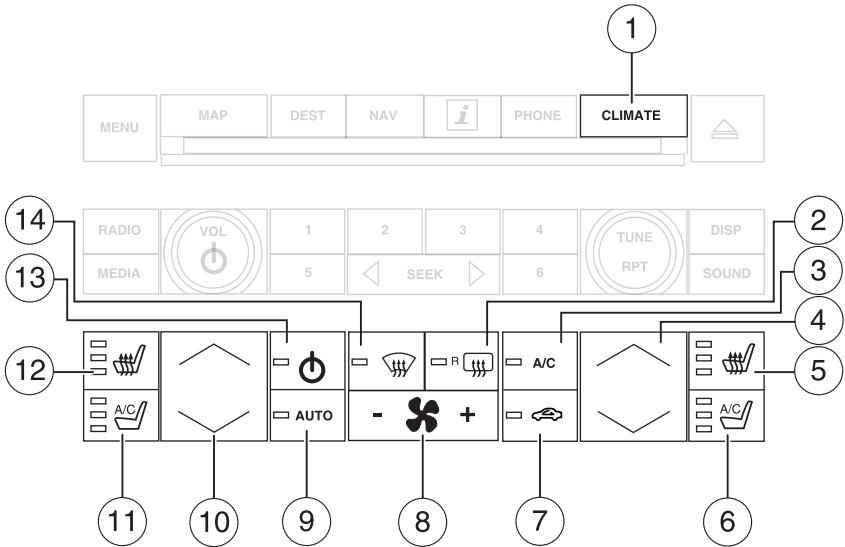 1
MENU
MAP
DEST
NAV
i
PHONE
CLIMATE
14
RADIO
VOL
1
2
3
4
TUNE
DISP
2
13
MEDIA
5
SEEK
6
RPT
SOUND
3
4
12
R
A/C
5
A/C
AUTO
-
+
A/C
11
10
9
8
7
6